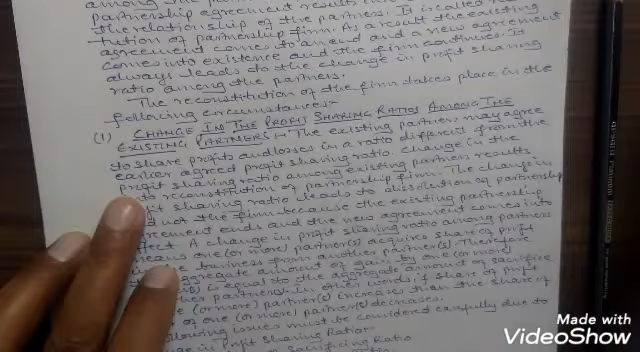 among the
partnership agreement results
the relationship of the partners. It is called
tution of partnership firm. As a result the existing
agreement comes to an end and a new agreement
comes into existence and the firm continues. It
always leads to the change in profit sharing
ratio among the partners.
The reconstitution of the firm takes place in the
following circumstances-
(1) CHANGE IN THE PROFIT SHARING RATIOS AMONG THE
EXISTING PARTNERS :- The existing partners may agree
to share profits and losses in a ratio different from the
earlier agreed profit sharing ratio. Change in the
profit sharing ratio among existing partners results
into reconstitution of partnership firm. The change in
sharing ratio leads to dissolution of partnership
not the firm because the existing partnership
ends and the new agreement comes into
A change in profit sharing ratio among partners
means one (or more) partner(s) acquire share of profit
business from another partner(s). Therefore
aggregate amount of gain by one (or more)
is equal to the aggregate amount of sacrifice
partners. In other words, if share of profit
(or more) partner(s) increases then the share of
of one (or more) partner(s) decreases.
following issues must be considered carefully due to
in Profit Sharing Ratio-
Sacrificing Ratio
Made with
VideoShow